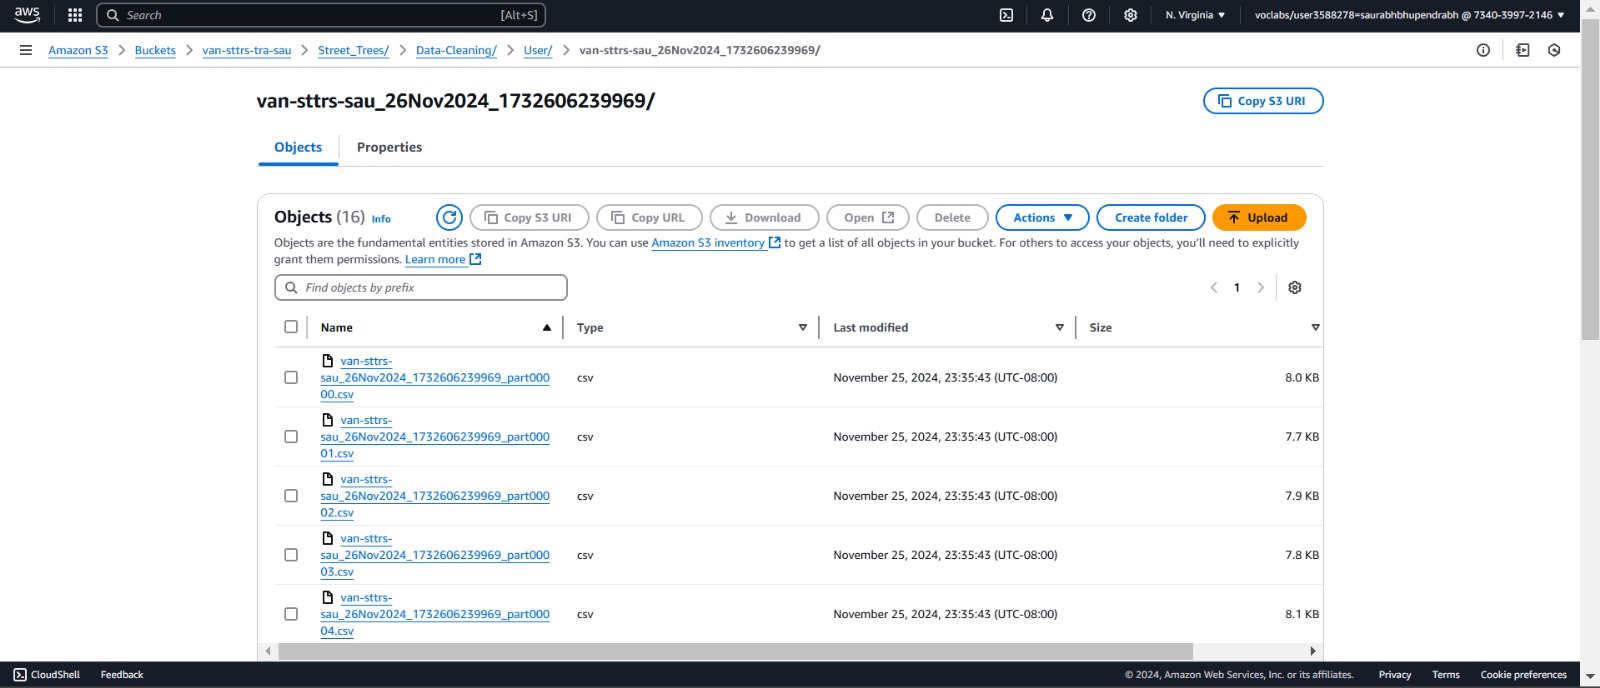 aws Search [Alt+S] N. Virginia ▼ voclabs/user3588278=saurabhbhupendrabh @ 7340-3997-2146 ▼
Amazon S3 > Buckets > van-sttrs-tra-sau > Street_Trees/ > Data-Cleaning/ > User/ > van-sttrs-sau_26Nov2024_1732606239969/
van-sttrs-sau_26Nov2024_1732606239969/
Copy S3 URI
Objects Properties
Objects (16) Info Copy S3 URI Copy URL Download Open Delete Actions ▼ Create folder Upload
Objects are the fundamental entities stored in Amazon S3. You can use Amazon S3 inventory to get a list of all objects in your bucket. For others to access your objects, you'll need to explicitly
grant them permissions. Learn more
Find objects by prefix < 1 >
Name Type Last modified Size
van-sttrs-
sau_26Nov2024_1732606239969_part000 csv November 25, 2024, 23:35:43 (UTC-08:00) 8.0 KB
00.csv
van-sttrs-
sau_26Nov2024_1732606239969_part000 csv November 25, 2024, 23:35:43 (UTC-08:00) 7.7 KB
01.csv
van-sttrs-
sau_26Nov2024_1732606239969_part000 csv November 25, 2024, 23:35:43 (UTC-08:00) 7.9 KB
02.csv
van-sttrs-
sau_26Nov2024_1732606239969_part000 csv November 25, 2024, 23:35:43 (UTC-08:00) 7.8 KB
03.csv
van-sttrs-
sau_26Nov2024_1732606239969_part000 csv November 25, 2024, 23:35:43 (UTC-08:00) 8.1 KB
04.csv
CloudShell Feedback © 2024, Amazon Web Services, Inc. or its affiliates. Privacy Terms Cookie preferences